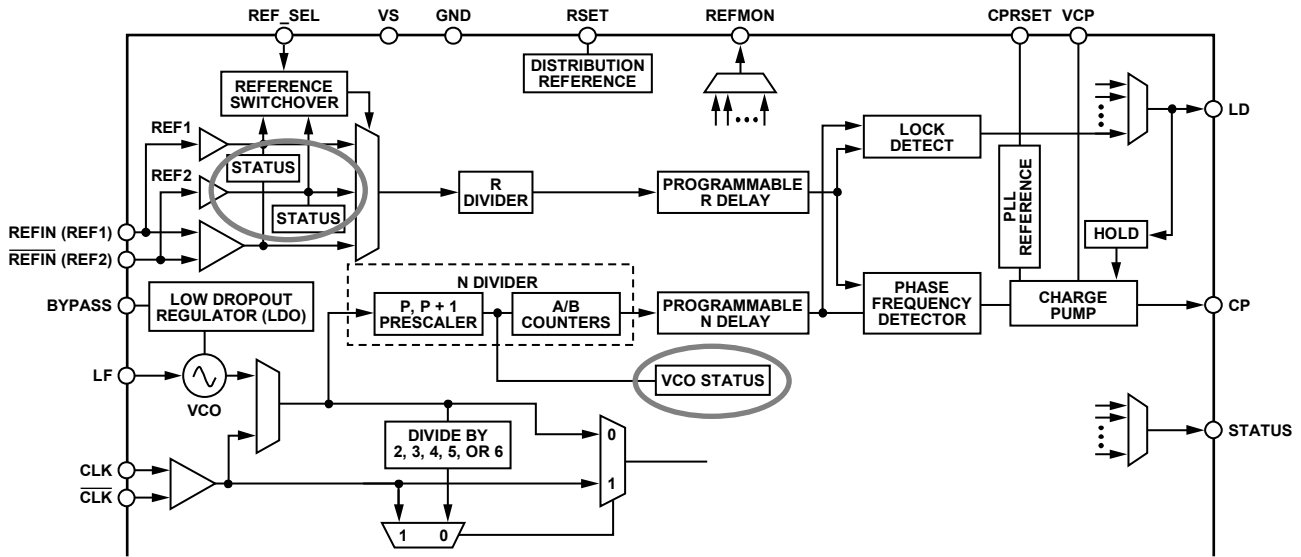 REF_SEL VS GND RSET REFMON CPRSET VCP
DISTRIBUTION
REFERENCE
REFERENCE
SWITCHOVER
REF1
STATUS
REF2
STATUS
R
DIVIDER
PROGRAMMABLE
R DELAY
LOCK
DETECT
LD
PLL
REFERENCE
HOLD
REFIN (REF1)
REFIN (REF2)
BYPASS
LOW DROPOUT
REGULATOR (LDO)
N DIVIDER
P, P + 1
PRESCALER
A/B
COUNTERS
PROGRAMMABLE
N DELAY
PHASE
FREQUENCY
DETECTOR
CHARGE
PUMP
CP
LF
VCO
VCO STATUS
DIVIDE BY
2, 3, 4, 5, OR 6
0
1
STATUS
CLK
CLK
1 0